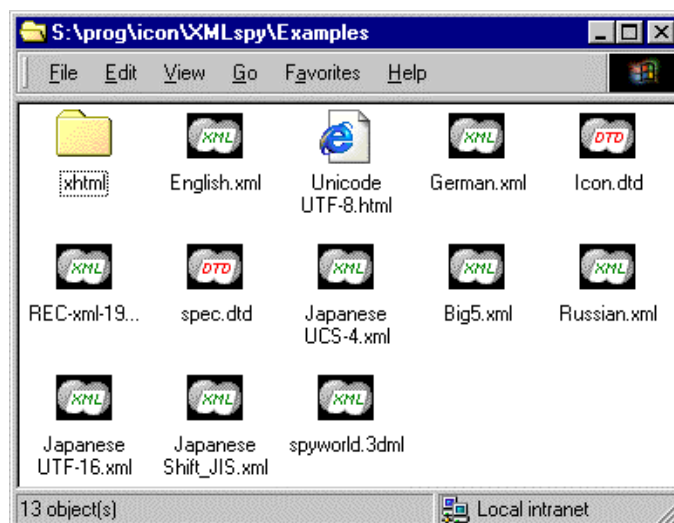 S:\prog\icon\XMLspy\Examples
File Edit View Go Favorites Help
XML XML DTD
xhtml English.xml Unicode German.xml Icon.dtd
UTF-8.html
XML DTD XML XML XML
REC-xml-19... spec.dtd Japanese Big5.xml Russian.xml
UCS-4.xml
XML XML XML
Japanese Japanese spyworld.3dml
UTF-16.xml Shift_JIS.xml
13 object(s) Local intranet